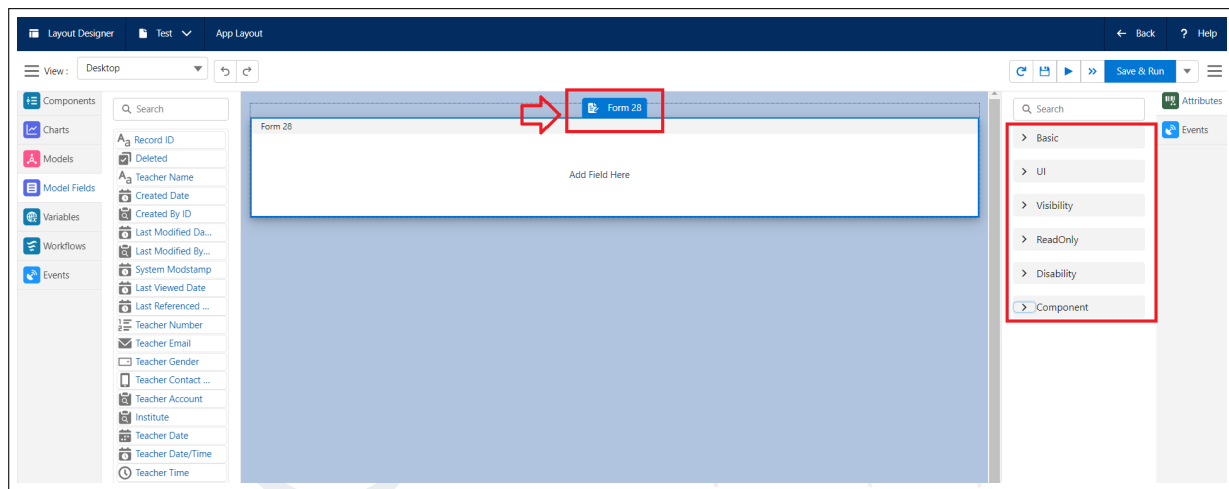 Layout Designer Test App Layout Back ? Help
View : Desktop Save & Run
Components
Charts
Models
Model Fields
Variables
Workflows
Events
Search
Record ID
Deleted
Teacher Name
Created Date
Created By ID
Last Modified Da...
Last Modified By...
System Modstamp
Last Viewed Date
Last Referenced ...
Teacher Number
Teacher Email
Teacher Gender
Teacher Contact ...
Teacher Account
Institute
Teacher Date
Teacher Date/Time
Teacher Time
Form 28
Form 28
Add Field Here
Search
Basic
UI
Visibility
ReadOnly
Disability
Component
Attributes
Events